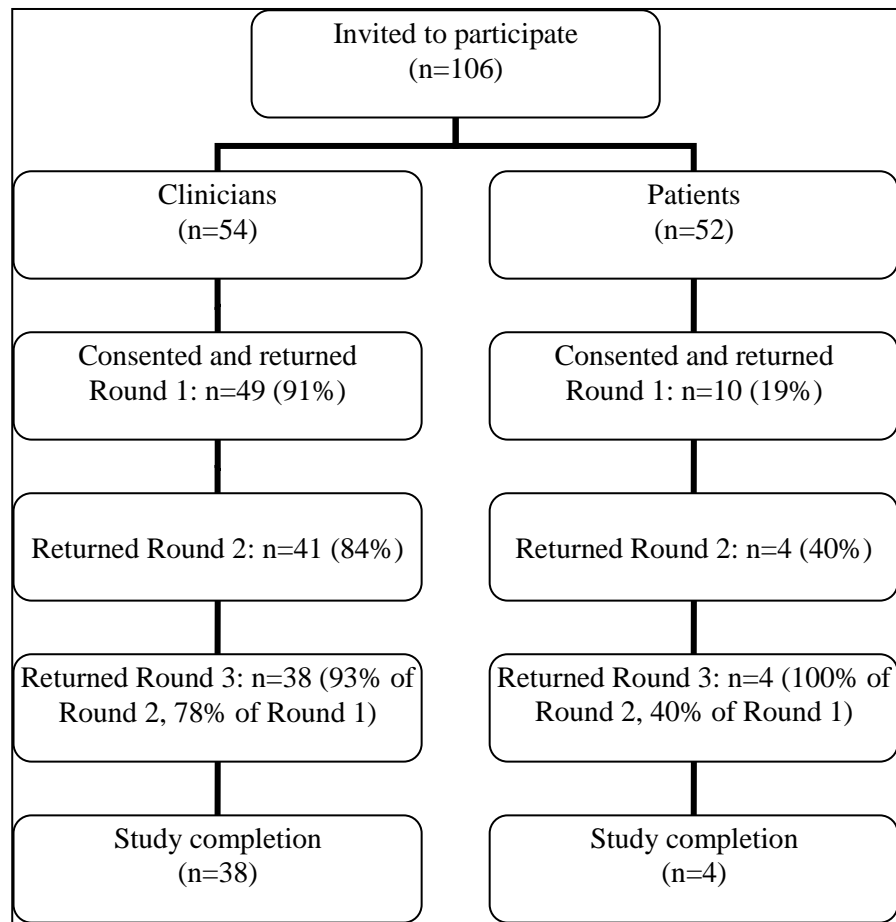 Invited to participate
(n=106)
Clinicians
(n=54)
Patients
(n=52)
Consented and returned
Round 1: n=49 (91%)
Consented and returned
Round 1: n=10 (19%)
Returned Round 2: n=41 (84%)
Returned Round 2: n=4 (40%)
Returned Round 3: n=38 (93% of
Round 2, 78% of Round 1)
Returned Round 3: n=4 (100% of
Round 2, 40% of Round 1)
Study completion
(n=38)
Study completion
(n=4)